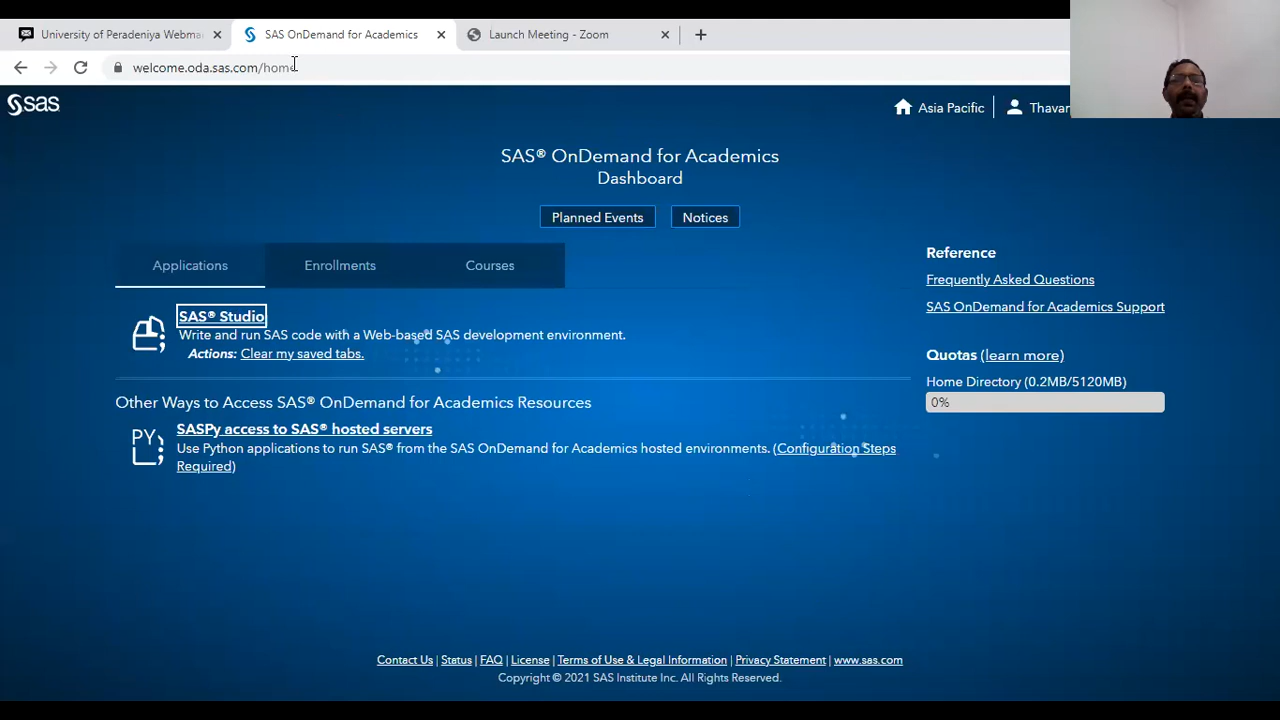 University of Peradeniya Webma
SAS OnDemand for Academics
Launch Meeting - Zoom
welcome.oda.sas.com/home
sas
Asia Pacific
Thavar
SAS® OnDemand for Academics
Dashboard
Planned Events
Notices
Applications
Enrollments
Courses
SAS® Studio
Write and run SAS code with a Web-based SAS development environment.
Actions: Clear my saved tabs.
Other Ways to Access SAS® OnDemand for Academics Resources
PY
SASPy access to SAS® hosted servers
Use Python applications to run SAS® from the SAS OnDemand for Academics hosted environments. (Configuration Steps
Required)
Reference
Frequently Asked Questions
SAS OnDemand for Academics Support
Quotas (learn more)
Home Directory (0.2MB/5120MB)
0%
Contact Us | Status | FAQ | License | Terms of Use & Legal Information | Privacy Statement | www.sas.com
Copyright © 2021 SAS Institute Inc. All Rights Reserved.